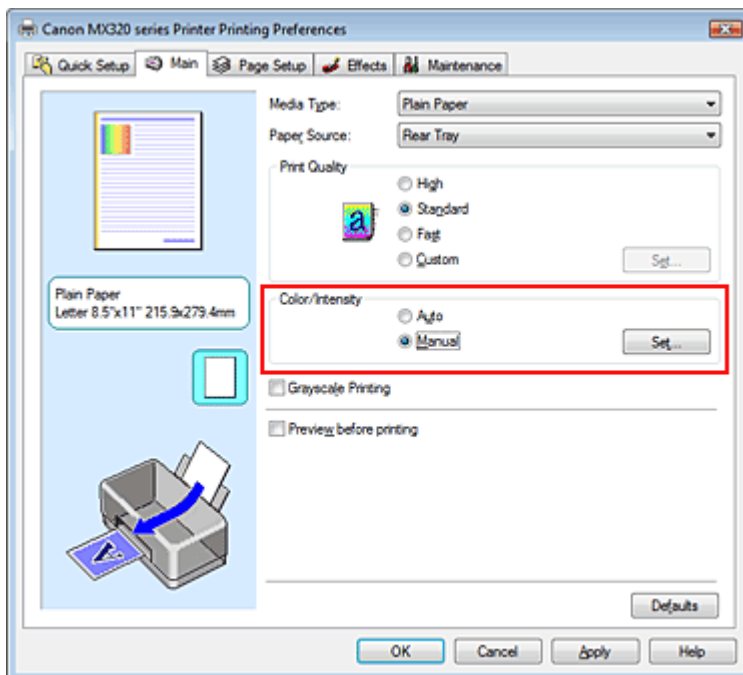 Canon MX320 series Printer Printing Preferences
Quick Setup
Main
Page Setup
Effects
Maintenance
Media Type:
Plain Paper
Paper Source:
Rear Tray
Print Quality
High
a
Standard
Fast
Custom
Set...
Plain Paper
Letter 8.5"x11" 215.9x279.4mm
Color/Intensity
Auto
Manual
Set...
Grayscale Printing
Preview before printing
A
Defaults
OK
Cancel
Apply
Help